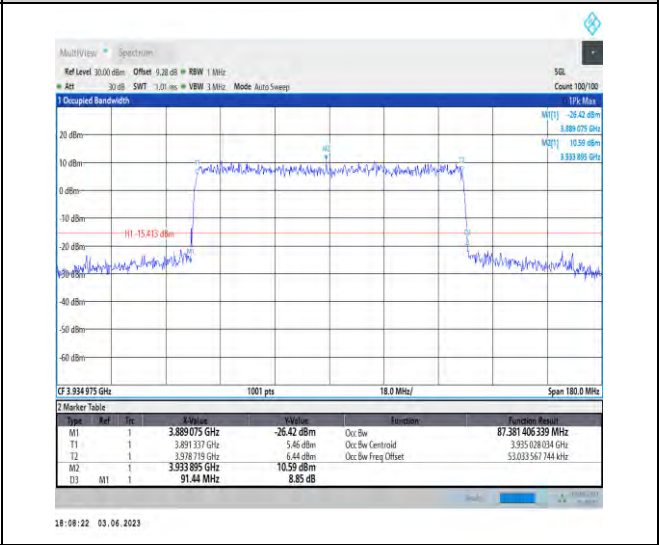 MultiView Spectrum
Ref Level 30.00 dBm Offset 9.28 dB RBW 1 MHz SGL
Att 30 dB SWT 1.01 ms VBW 3 MHz Mode Auto Sweep Count 100/100
1 Occupied Bandwidth 1Pk Max
M1[1] -26.42 dBm
3.889 075 GHz
M2[1] 10.59 dBm
3.933 895 GHz
20 dBm
M2
T1 T2
10 dBm
0 dBm
-10 dBm
H1 -15.413 dBm
D3
-20 dBm
M1
-30 dBm
-40 dBm
-50 dBm
-60 dBm
CF 3.934 975 GHz 1001 pts 18.0 MHz/ Span 180.0 MHz
2 Marker Table
Type Ref Trc X-Value Y-Value Function Function Result
M1 1 3.889 075 GHz -26.42 dBm Occ Bw 87.381 406 339 MHz
T1 1 3.891 337 GHz 5.46 dBm Occ Bw Centroid 3.935 028 034 GHz
T2 1 3.978 719 GHz 6.44 dBm Occ Bw Freq Offset 53.033 567 744 kHz
M2 1 3.933 895 GHz 10.59 dBm
D3 M1 1 91.44 MHz 8.85 dB
18:08:22 03.06.2023